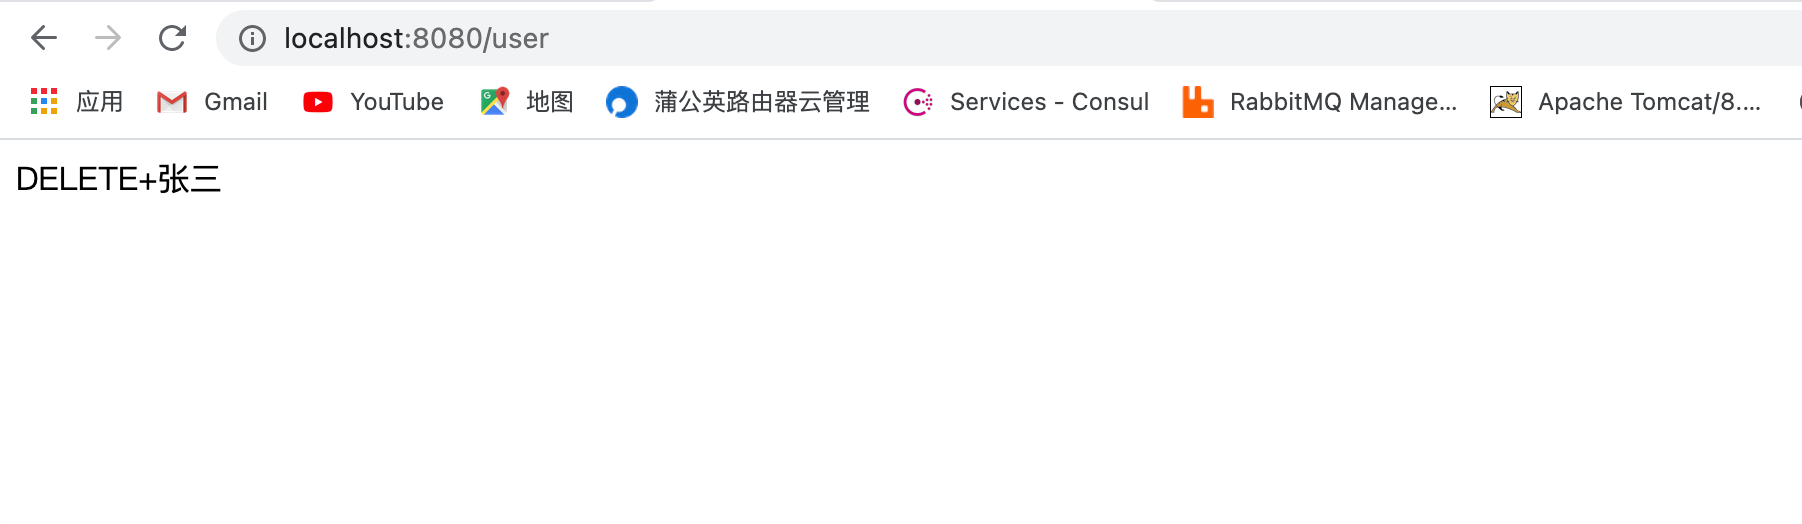 localhost:8080/user
应用 Gmail YouTube 地图 蒲公英路由器云管理 Services - Consul RabbitMQ Manage... Apache Tomcat/8....
DELETE+张三